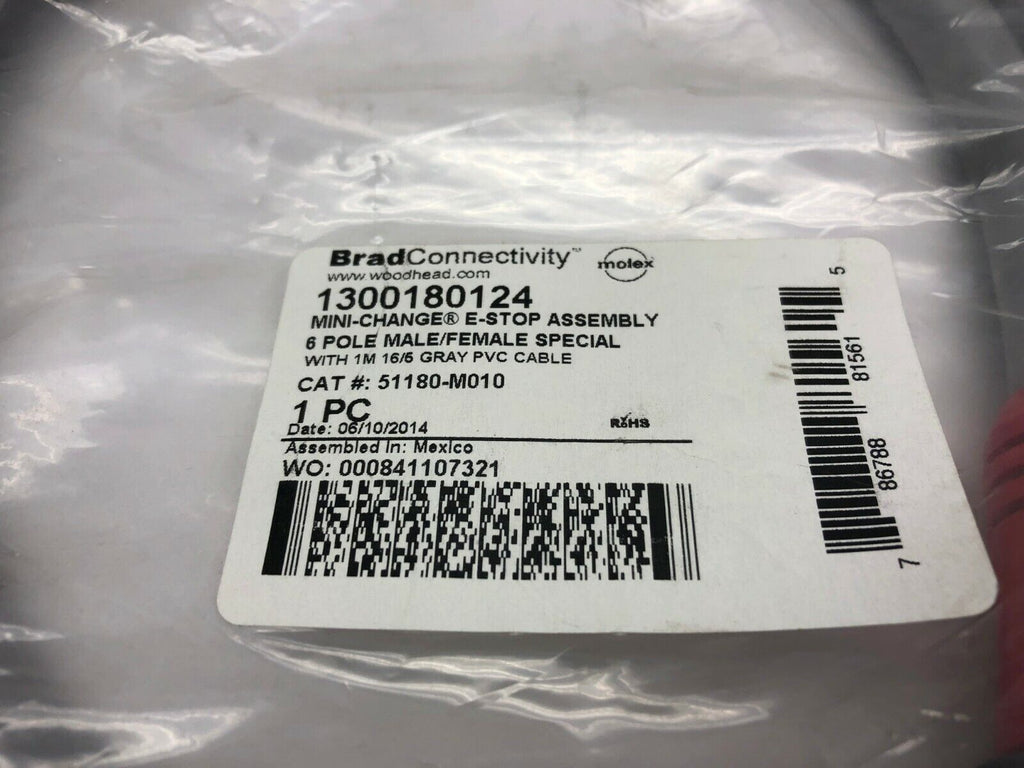 BradConnectivity™
molex
www.woodhead.com
1300180124
MINI-CHANGE® E-STOP ASSEMBLY
6 POLE MALE/FEMALE SPECIAL
WITH 1M 16/6 GRAY PVC CABLE
CAT #: 51180-M010
1 PC
Date: 06/10/2014
RoHS
Assembled in: Mexico
WO: 000841107321
7 86788 81561 5